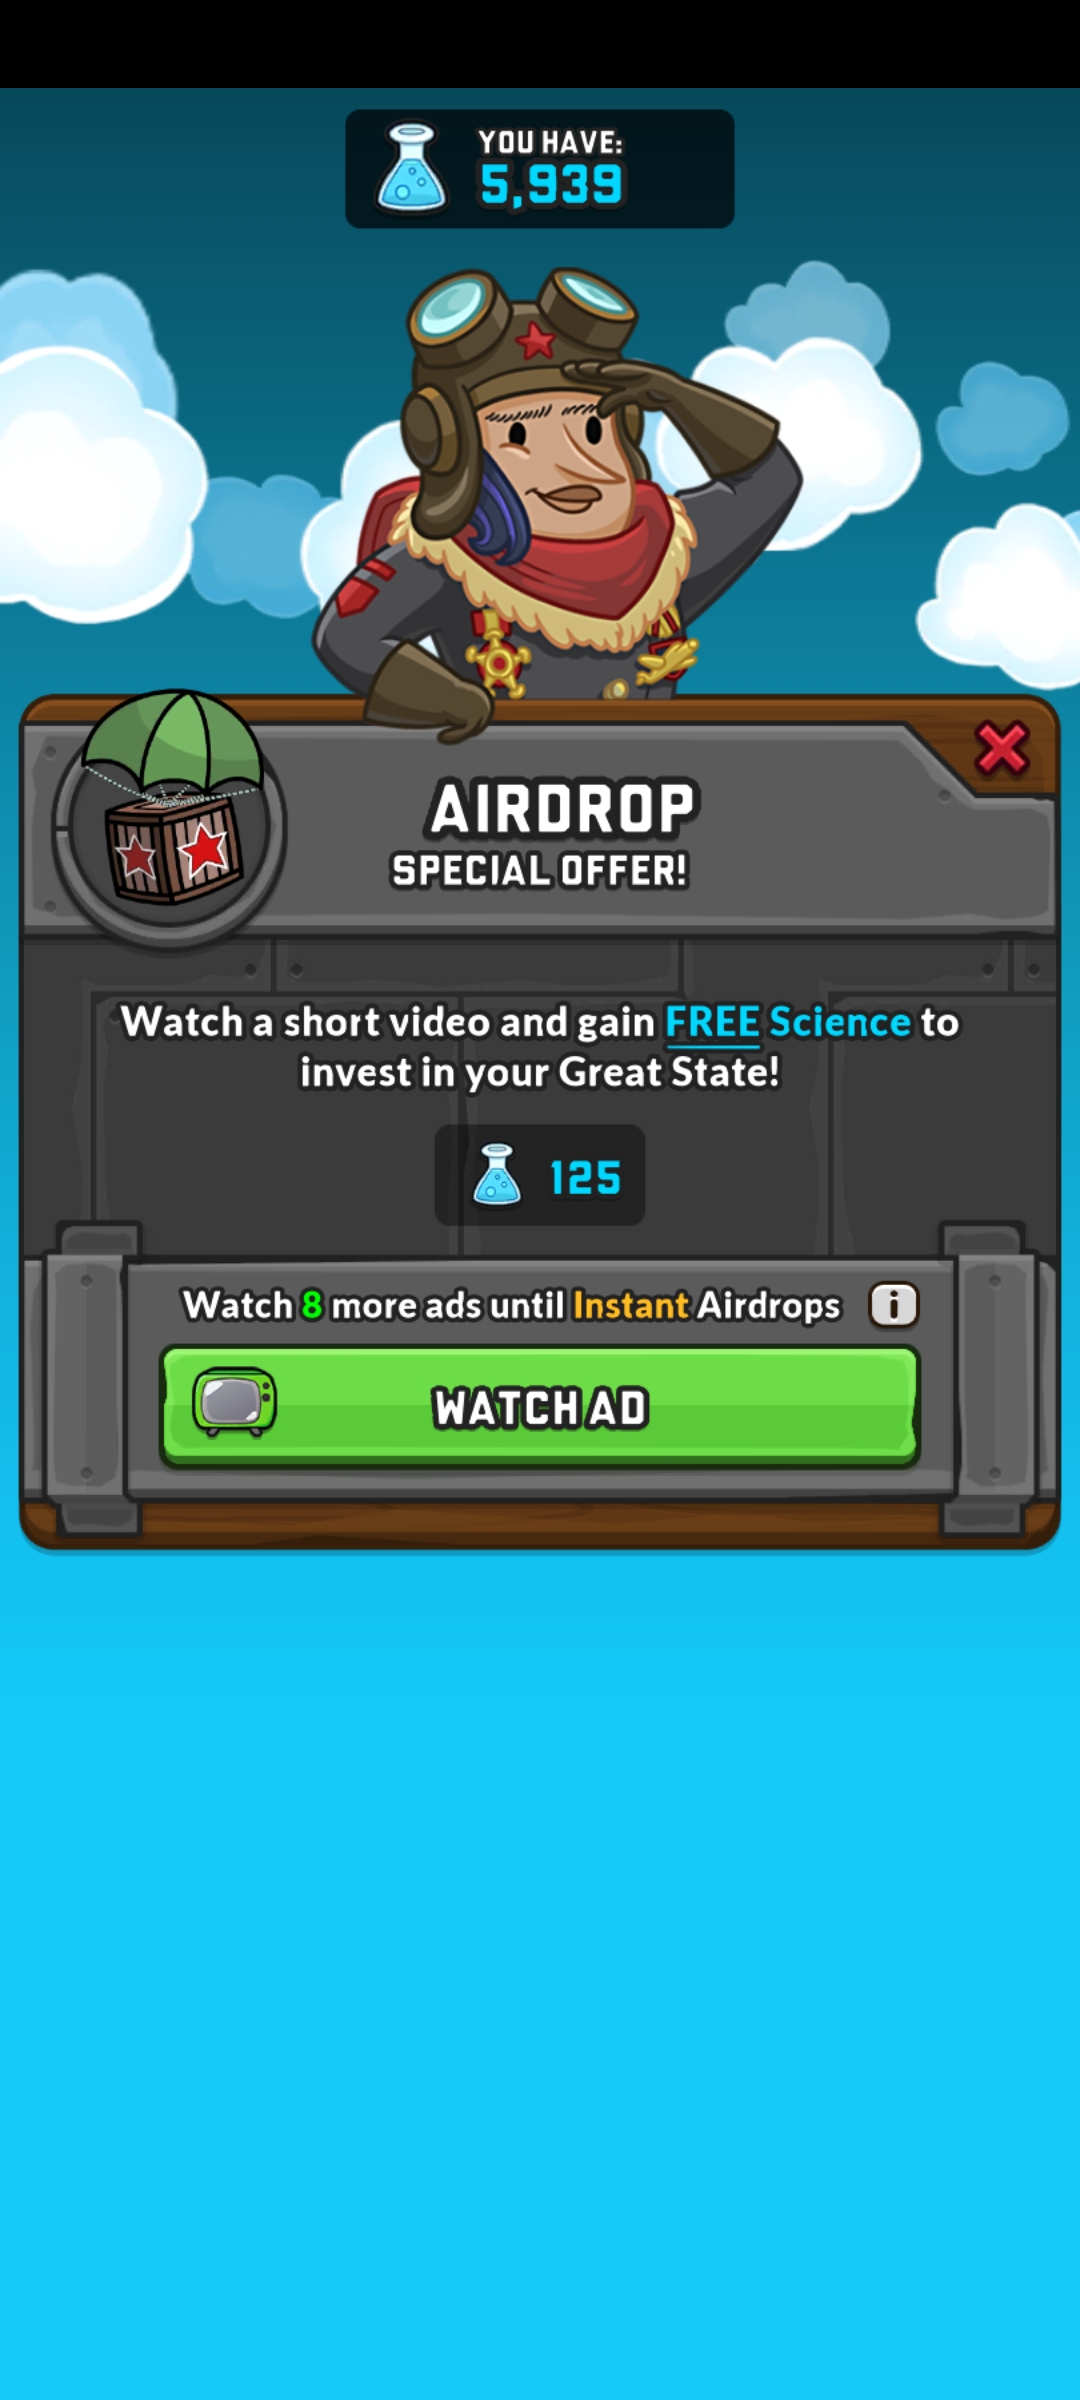 YOU HAVE:
5,939
AIRDROP
SPECIAL OFFER!
Watch a short video and gain FREE Science to
invest in your Great State!
125
Watch 8 more ads until Instant Airdrops
i
WATCH AD